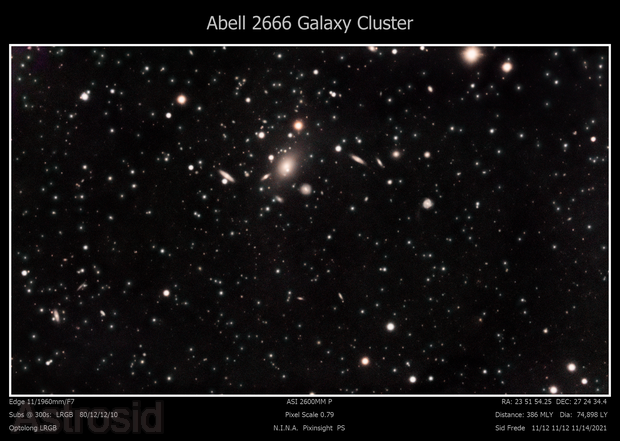 Abell 2666 Galaxy Cluster
Edge 11/1960mm/F7 ASI 2600MM P RA: 23 51 54.25 DEC: 27 24 34.4
Subs @ 300s: LRGB 80/12/12/10 Pixel Scale 0.79 Distance: 386 MLY Dia: 74,898 LY
Optolong LRGB N.I.N.A. Pixinsight PS Sid Frede 11/12 11/12 11/14/2021
Astrosid